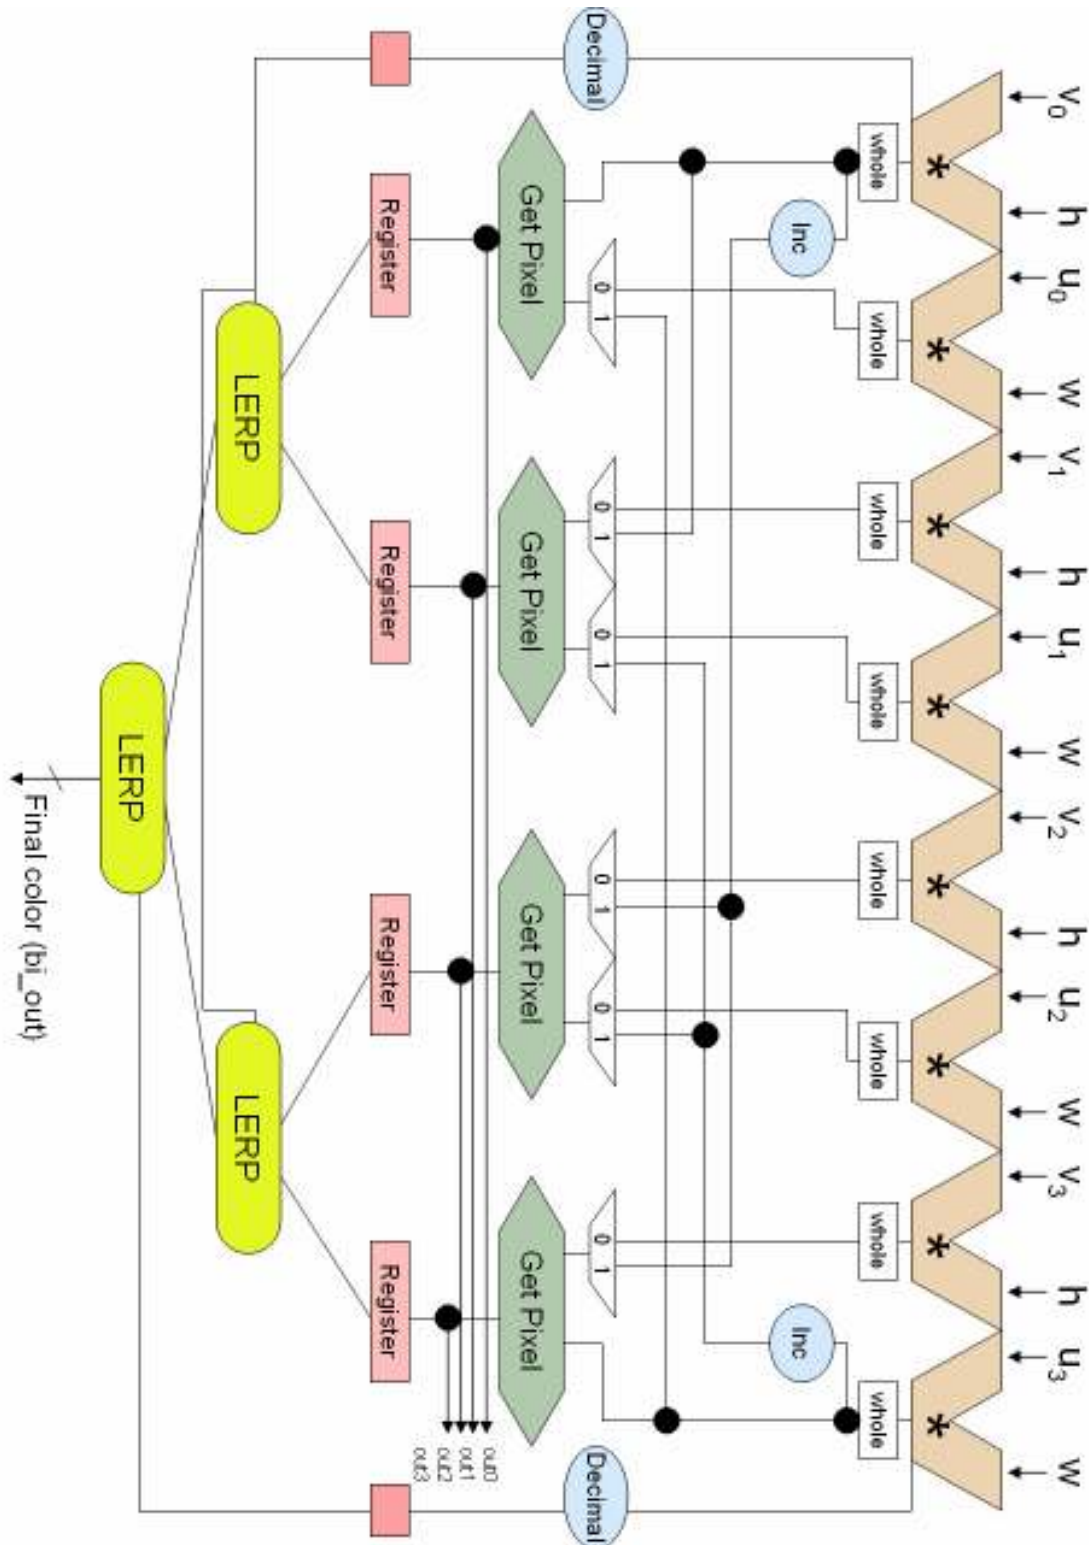 v0 h u0 w v1 h u1 w v2 h u2 w v3 h u3 w
* * * * * * * *
whole whole whole whole whole whole whole whole
Inc Inc
Decimal 0 1 0 1 0 1 0 1 0 1 0 1 Decimal
Get Pixel Get Pixel Get Pixel Get Pixel
out0
out1
out2
out3
Register Register Register Register
LERP LERP
LERP
Final color (bi_out)